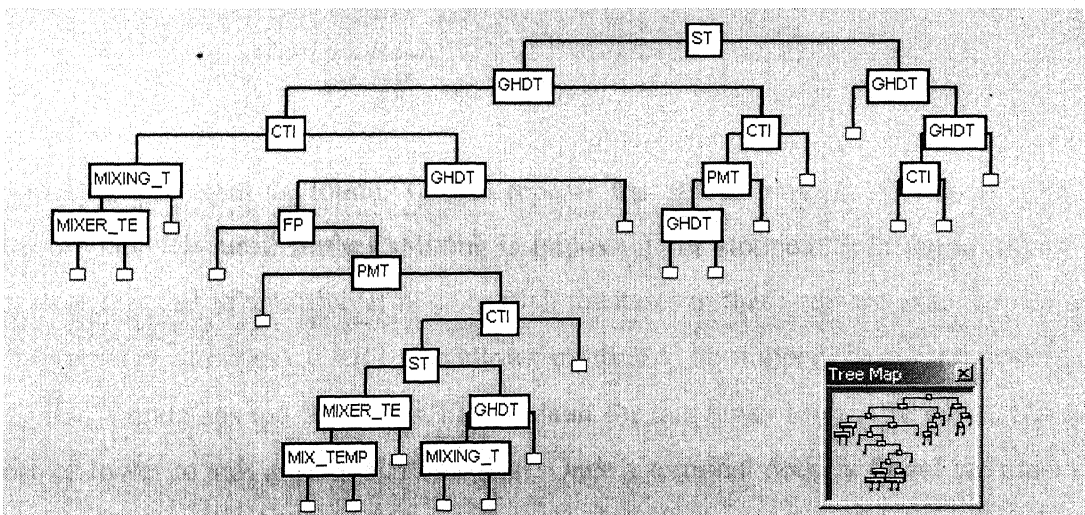 ST
GHDT GHDT
CTI CTI GHDT
MIXING_T GHDT PMT CTI
MIXER_TE FP GHDT
PMT
CTI
ST
Tree Map
MIXER_TE GHDT
MIX_TEMP MIXING_T